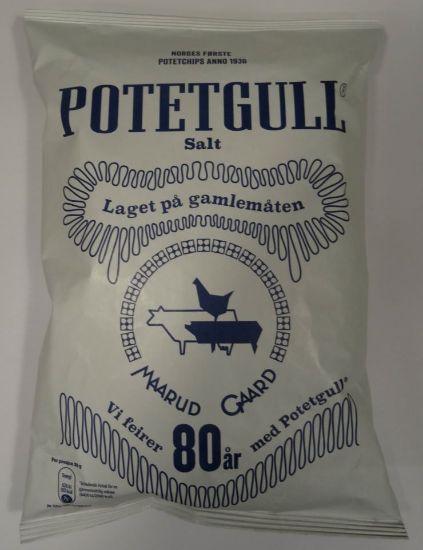 NORGES FØRSTE
POTETCHIPS ANNO 1936
POTETGULL®
Salt
Laget på gamlemåten
MAARUD GAARD
Vi feirer 80 år med Potetgull®